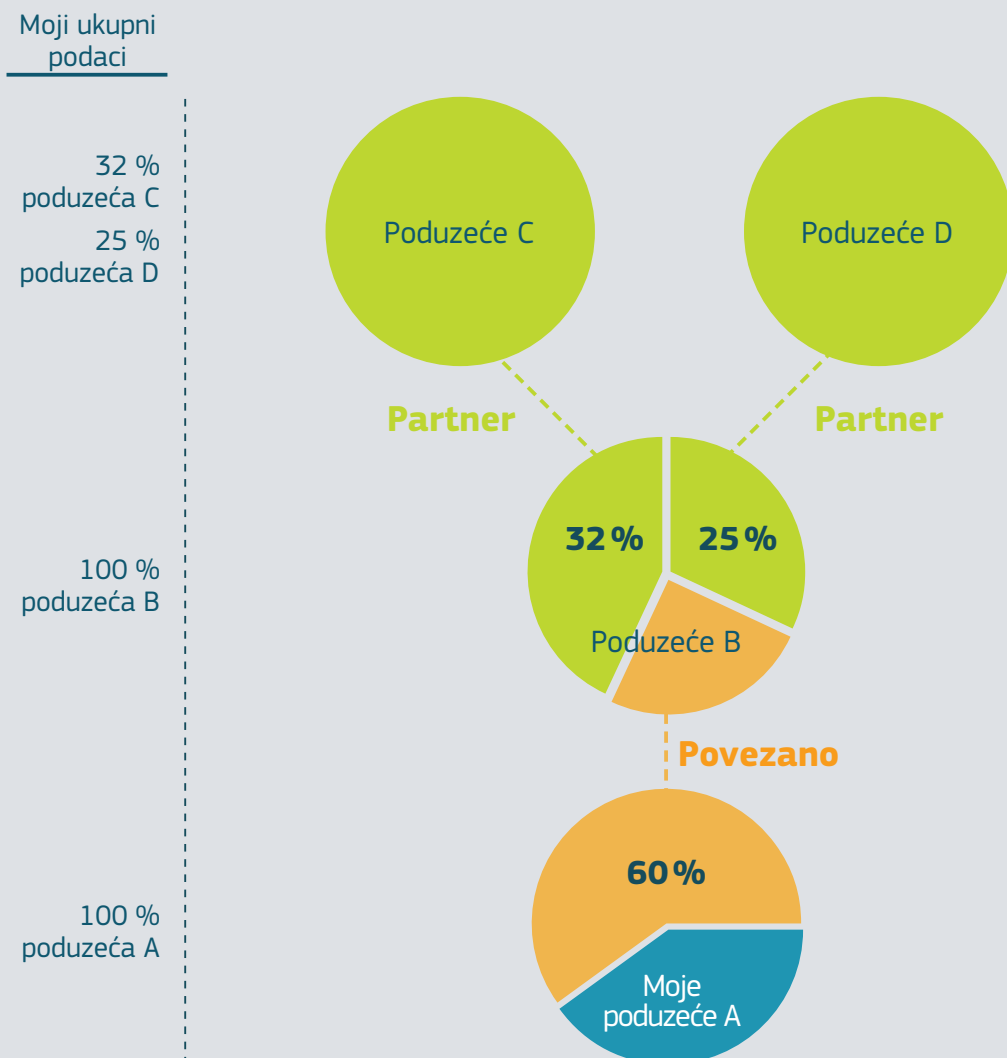 Moji ukupni
podaci
32 %
poduzeća C
25 %
poduzeća D
Poduzeće C
Poduzeće D
Partner
Partner
32 %
25 %
100 %
poduzeća B
Poduzeće B
Povezano
60 %
100 %
poduzeća A
Moje
poduzeće A